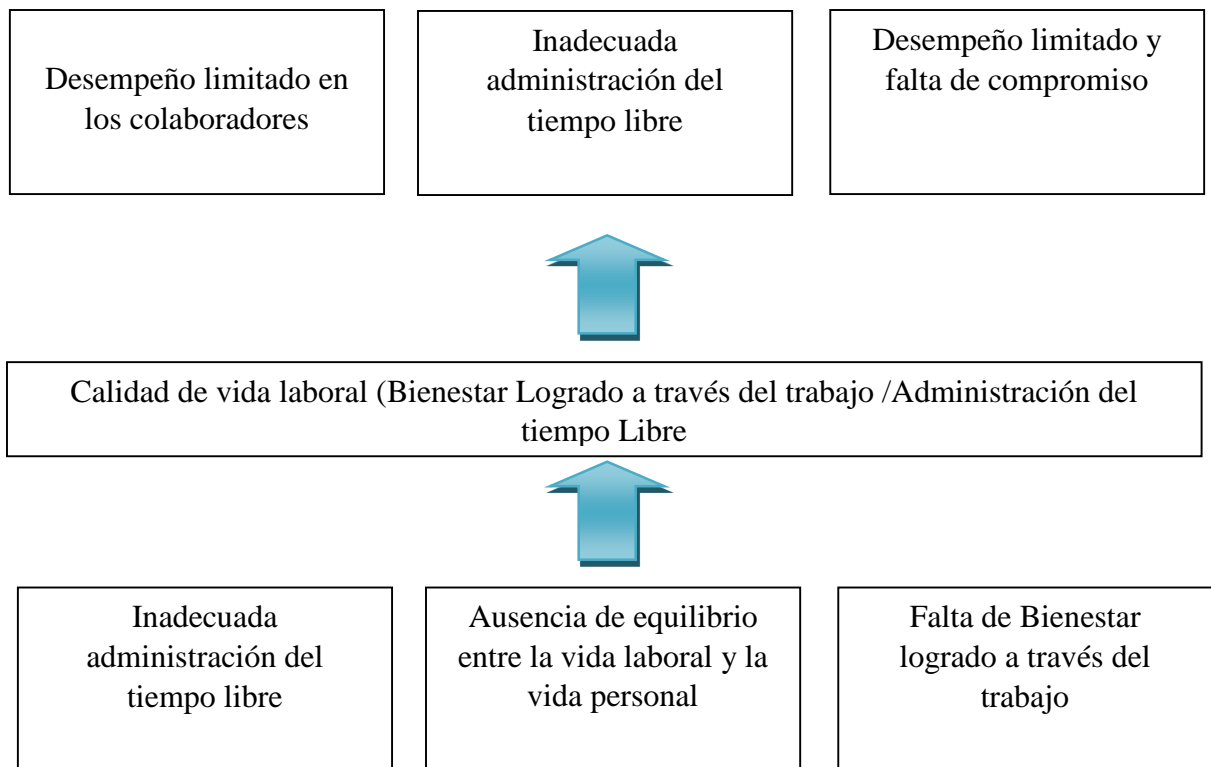 Desempeño limitado en
los colaboradores
Inadecuada
administración del
tiempo libre
Desempeño limitado y
falta de compromiso
Calidad de vida laboral (Bienestar Logrado a través del trabajo /Administración del
tiempo Libre
Inadecuada
administración del
tiempo libre
Ausencia de equilibrio
entre la vida laboral y la
vida personal
Falta de Bienestar
logrado a través del
trabajo